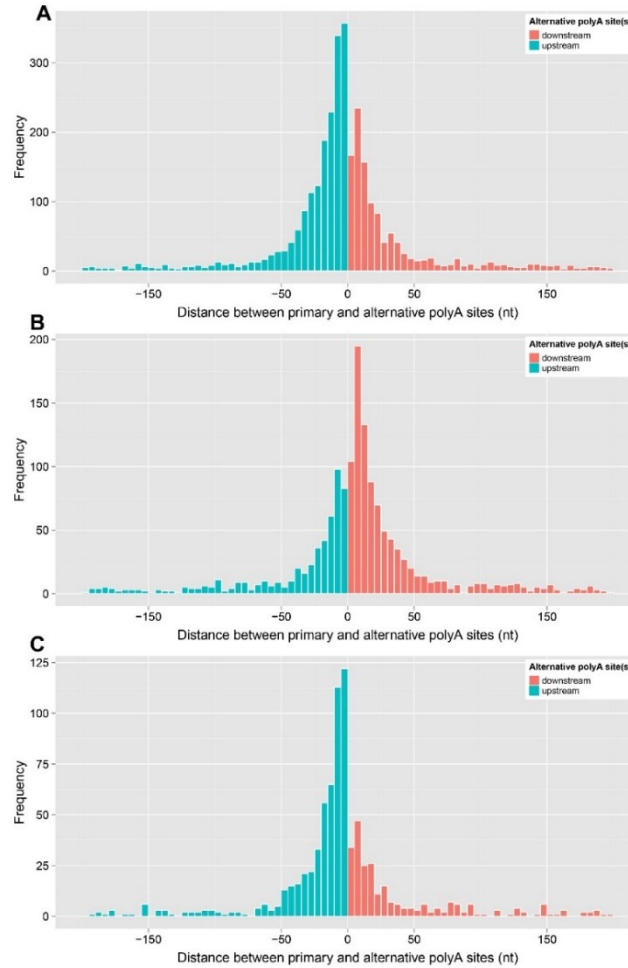 A
Alternative polyA site(s
downstream
upstream
300
200
100
0
Frequency
−150
−50
0
50
150
Distance between primary and alternative polyA sites (nt)
B
Alternative polyA site(s
downstream
upstream
200
150
100
50
0
Frequency
−150
−50
0
50
150
Distance between primary and alternative polyA sites (nt)
C
Alternative polyA site(s
downstream
upstream
125
100
75
50
25
0
Frequency
−150
−50
0
50
150
Distance between primary and alternative polyA sites (nt)